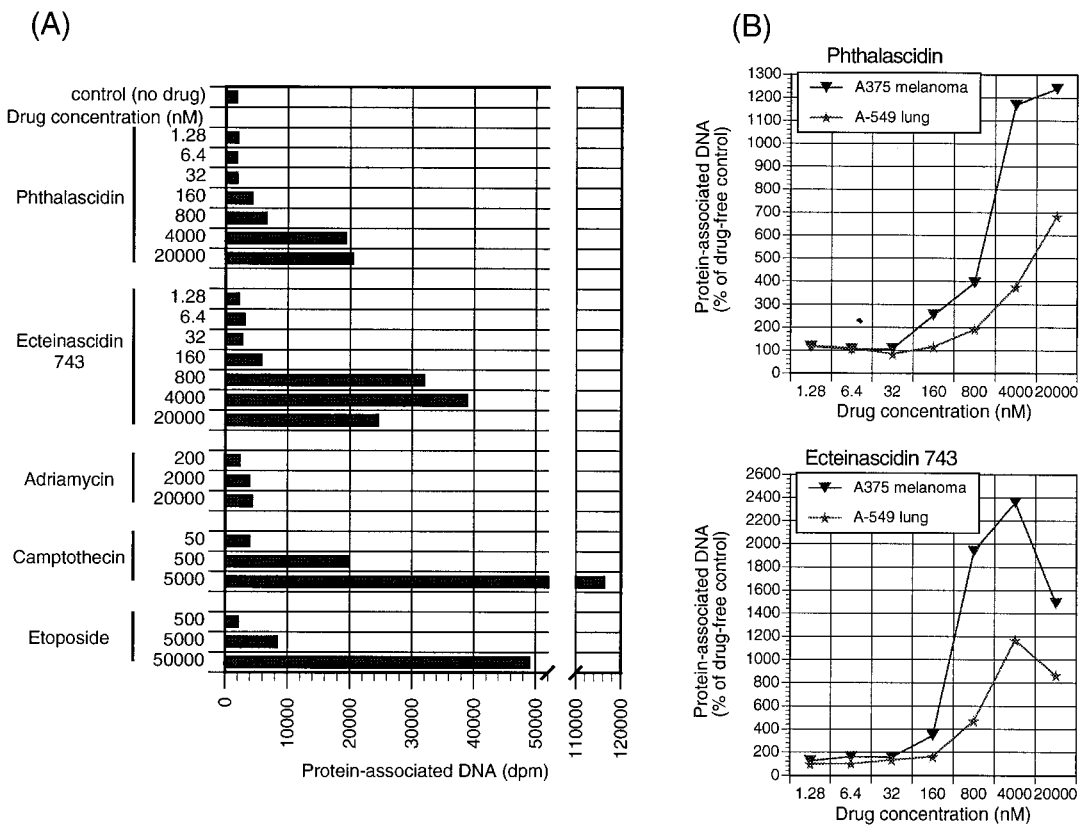 (A)
control (no drug)
Drug concentration (nM)
Phthalascidin
1.28
6.4
32
160
800
4000
20000
Ecteinascidin
743
1.28
6.4
32
160
800
4000
20000
Adriamycin
200
2000
20000
Camptothecin
50
500
5000
Etoposide
500
5000
50000
0
10000
20000
30000
40000
50000
110000
120000
Protein-associated DNA (dpm)
(B)
Phthalascidin
A375 melanoma
A-549 lung
Protein-associated DNA
(% of drug-free control)
1300
1200
1100
1000
900
800
700
600
500
400
300
200
100
0
1.28 6.4 32 160 800 4000 20000
Drug concentration (nM)
Ecteinascidin 743
A375 melanoma
A-549 lung
Protein-associated DNA
(% of drug-free control)
2600
2400
2200
2000
1800
1600
1400
1200
1000
800
600
400
200
0
1.28 6.4 32 160 800 4000 20000
Drug concentration (nM)